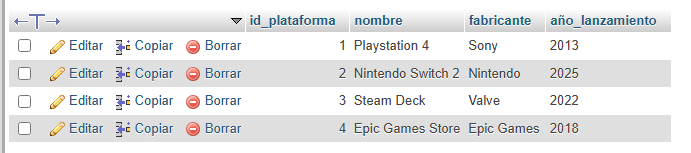 ←T→ id_plataforma nombre fabricante año_lanzamiento
Editar Copiar Borrar 1 Playstation 4 Sony 2013
Editar Copiar Borrar 2 Nintendo Switch 2 Nintendo 2025
Editar Copiar Borrar 3 Steam Deck Valve 2022
Editar Copiar Borrar 4 Epic Games Store Epic Games 2018